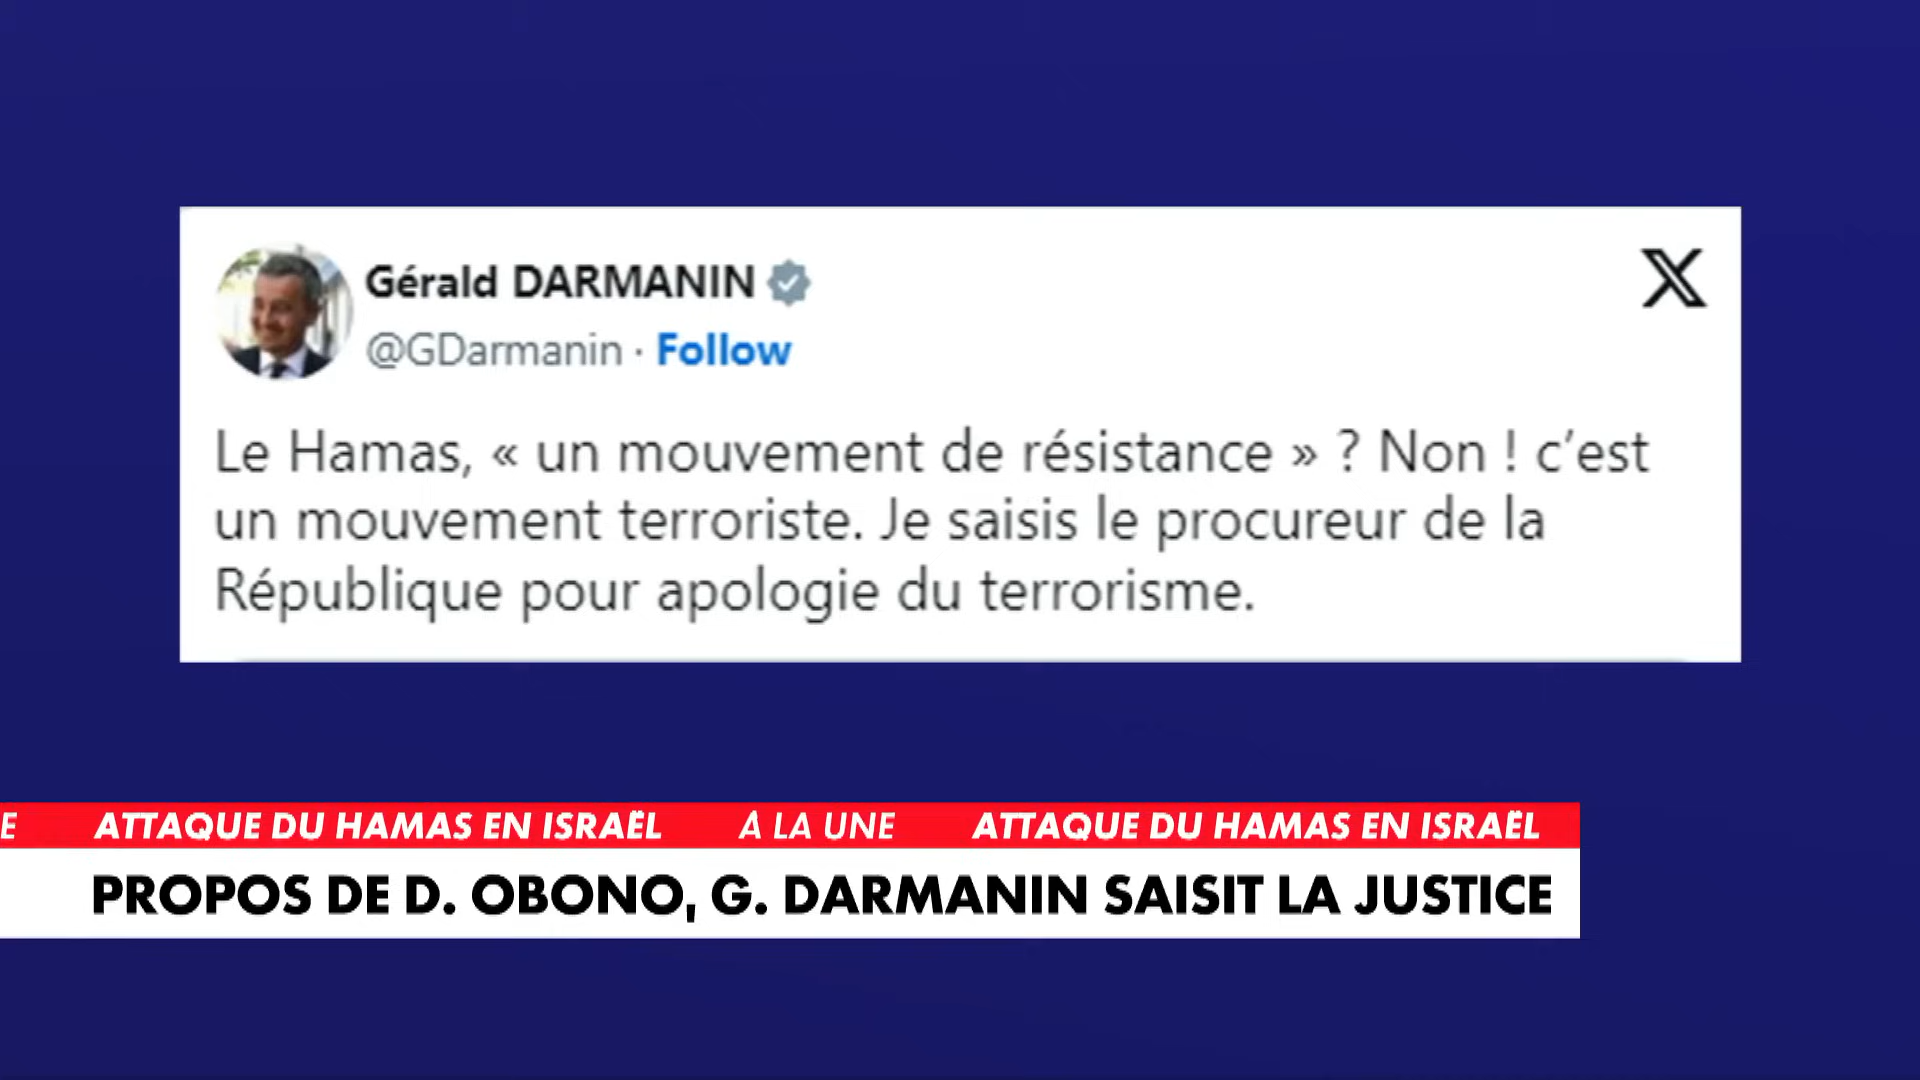 Gérald DARMANIN
@GDarmanin · Follow
Le Hamas, « un mouvement de résistance » ? Non ! c’est
un mouvement terroriste. Je saisis le procureur de la
République pour apologie du terrorisme.
E ATTAQUE DU HAMAS EN ISRAËL À LA UNE ATTAQUE DU HAMAS EN ISRAËL
PROPOS DE D. OBONO, G. DARMANIN SAISIT LA JUSTICE